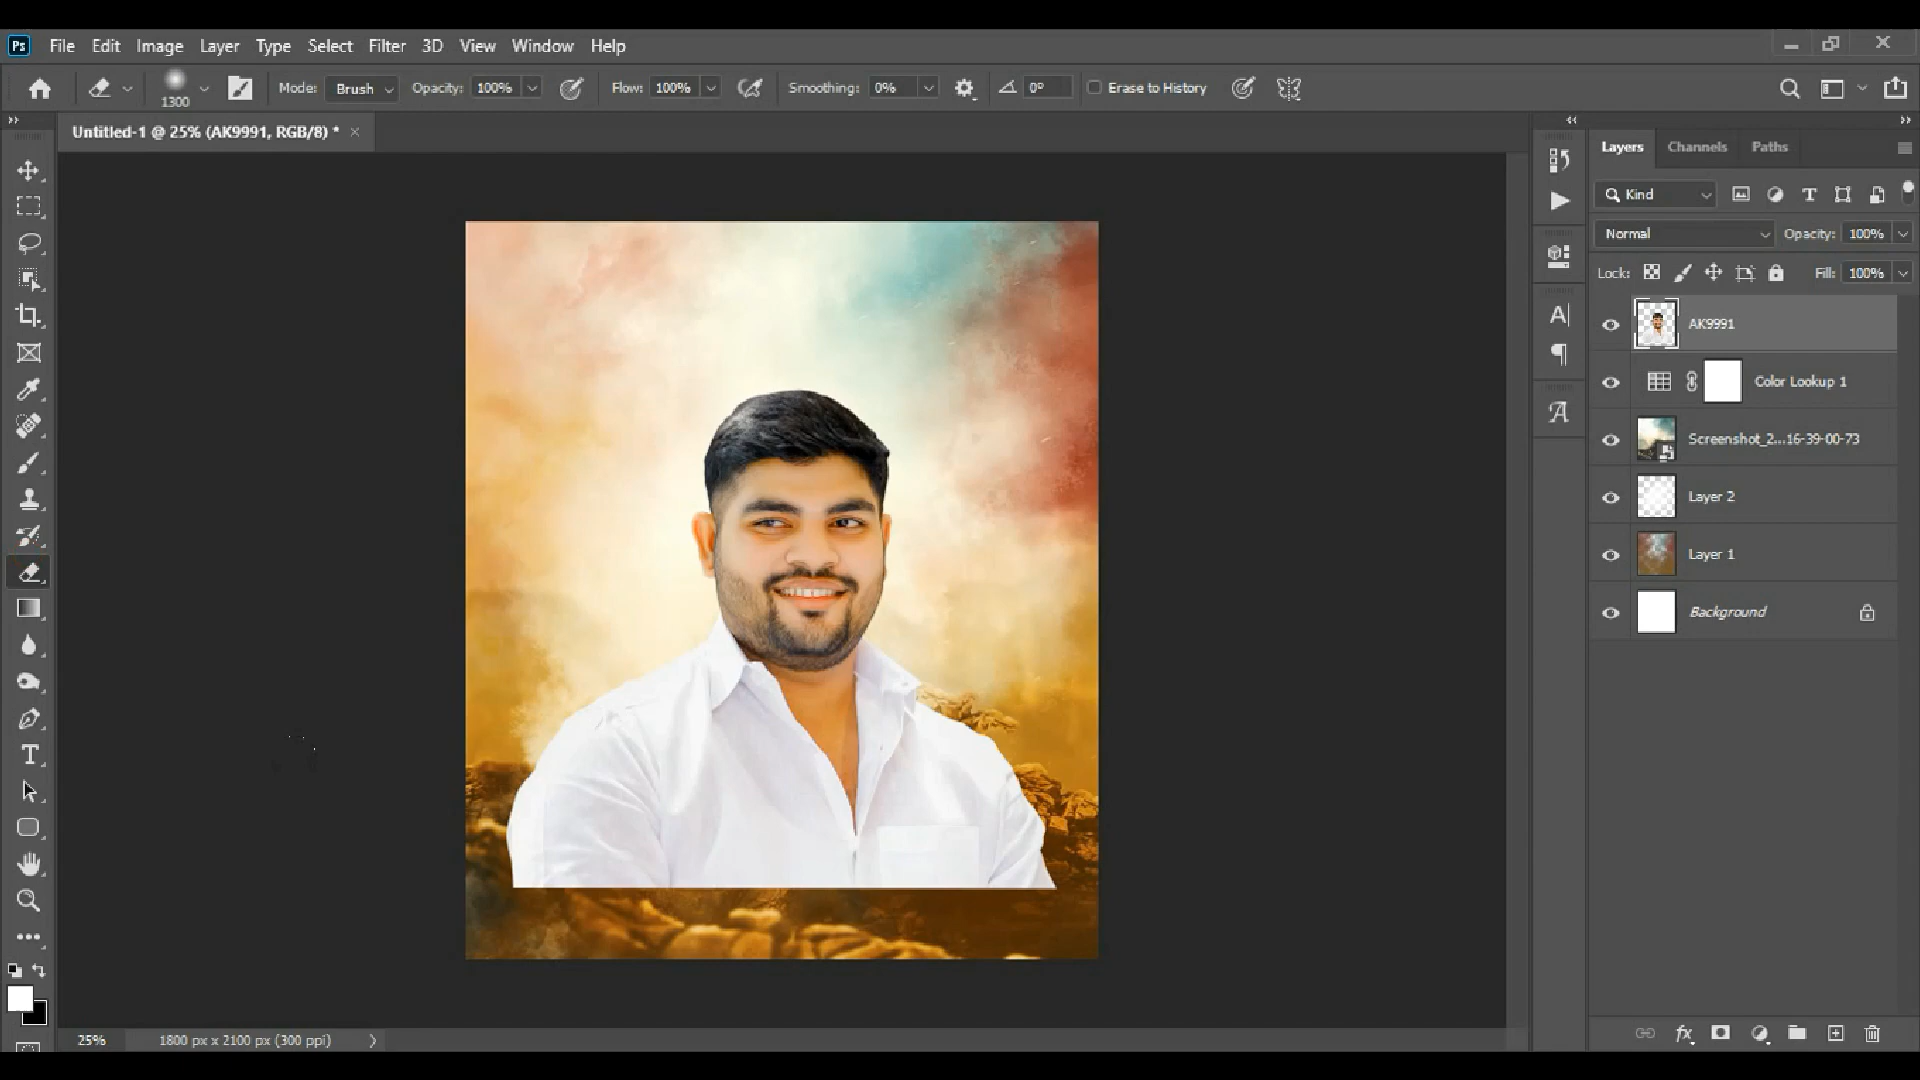 Ps File Edit Image Layer Type Select Filter 3D View Window Help
1300 Mode: Brush Opacity: 100% Flow: 100% Smoothing: 0% 0° Erase to History
Untitled-1 @ 25% (AK9991, RGB/8) *
Layers Channels Paths
Kind
Normal Opacity: 100%
Lock: Fill: 100%
AK9991
Color Lookup 1
Screenshot_2...16-39-00-73
Layer 2
Layer 1
Background
25% 1800 px x 2100 px (300 ppi)